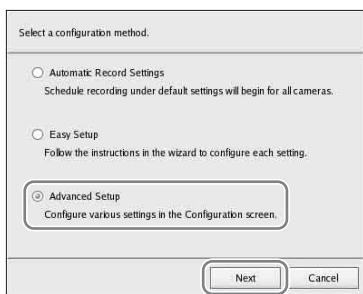 Select a configuration method.
Automatic Record Settings
Schedule recording under default settings will begin for all cameras.
Easy Setup
Follow the instructions in the wizard to configure each setting.
Advanced Setup
Configure various settings in the Configuration screen.
Next Cancel